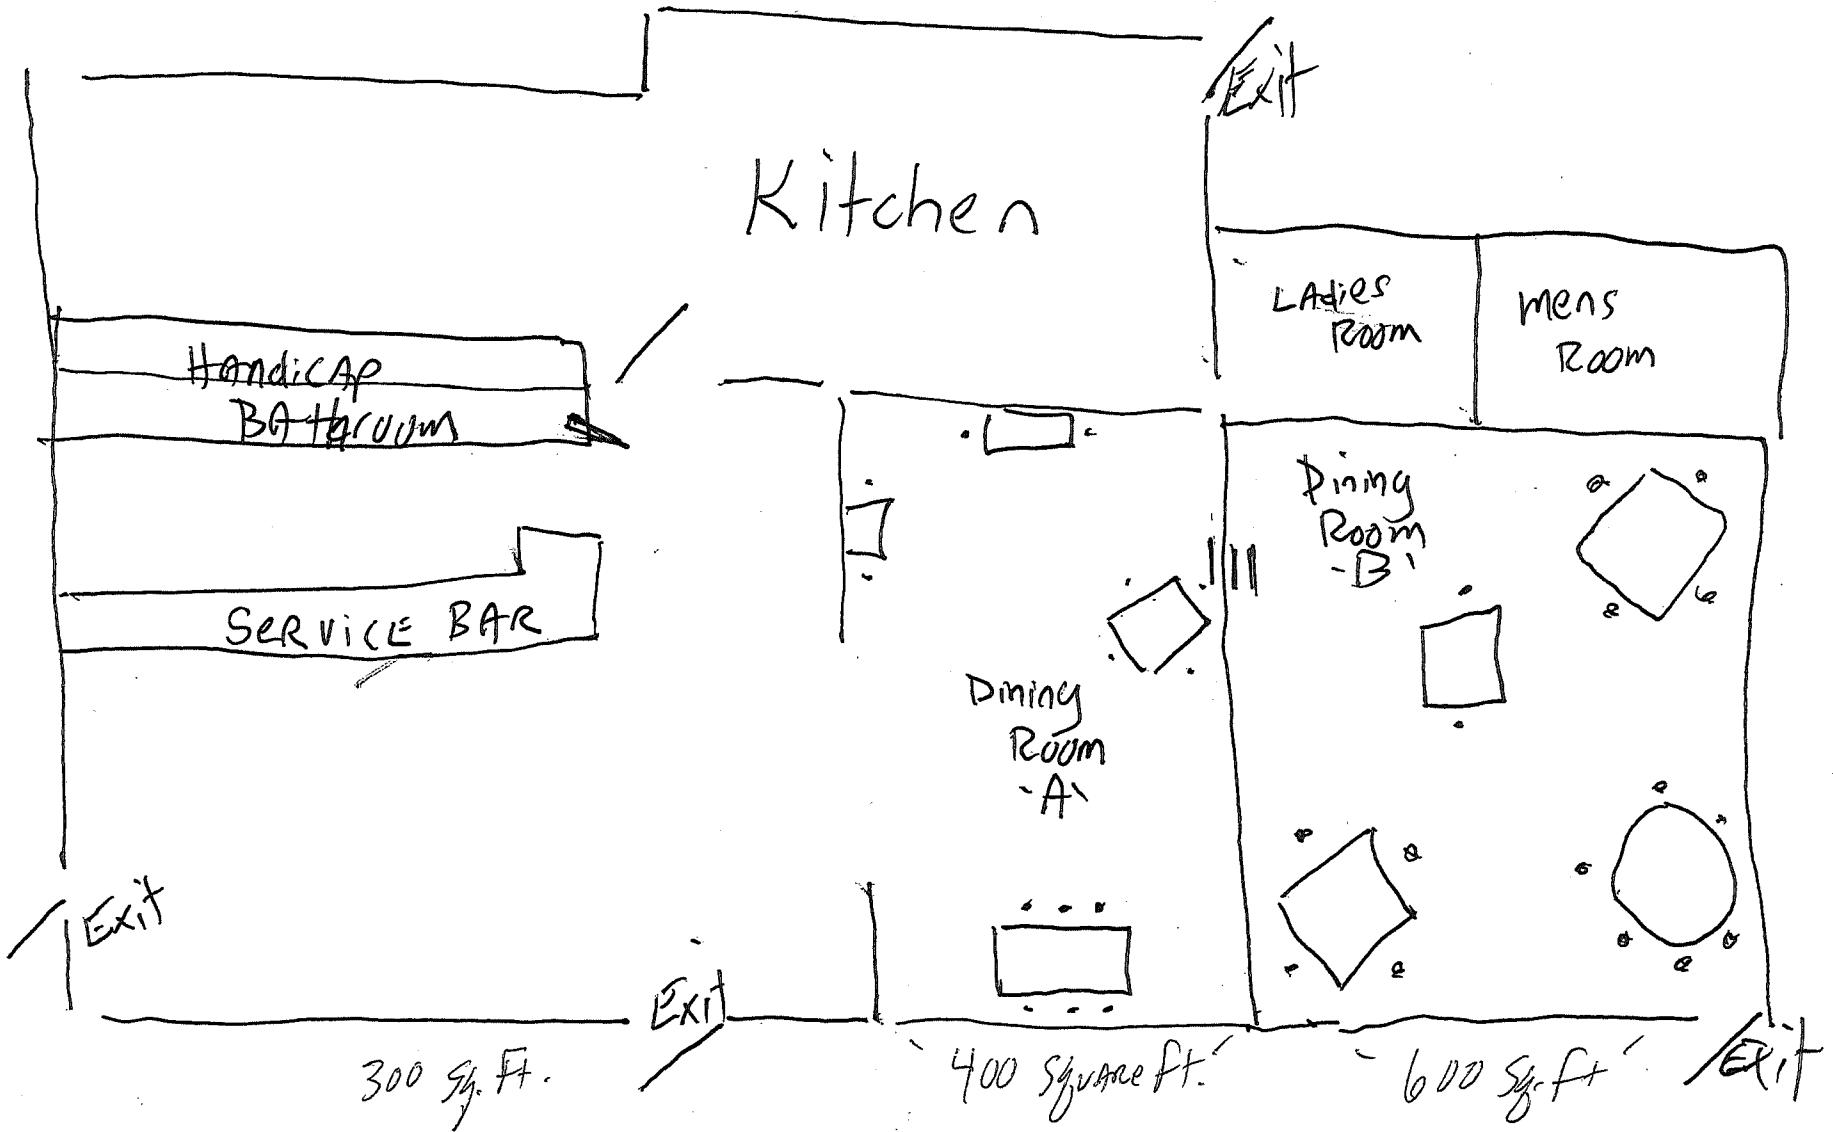 Exit
Kitchen
LAdies
Room
mens
Room
HAndicAp
BAthroom
Dining
Room
"B"
SERVICE BAR
Dining
Room
"A"
Exit
Exit
Exit
300 Sq. Ft.
400 Square ft.
600 Sq. ft